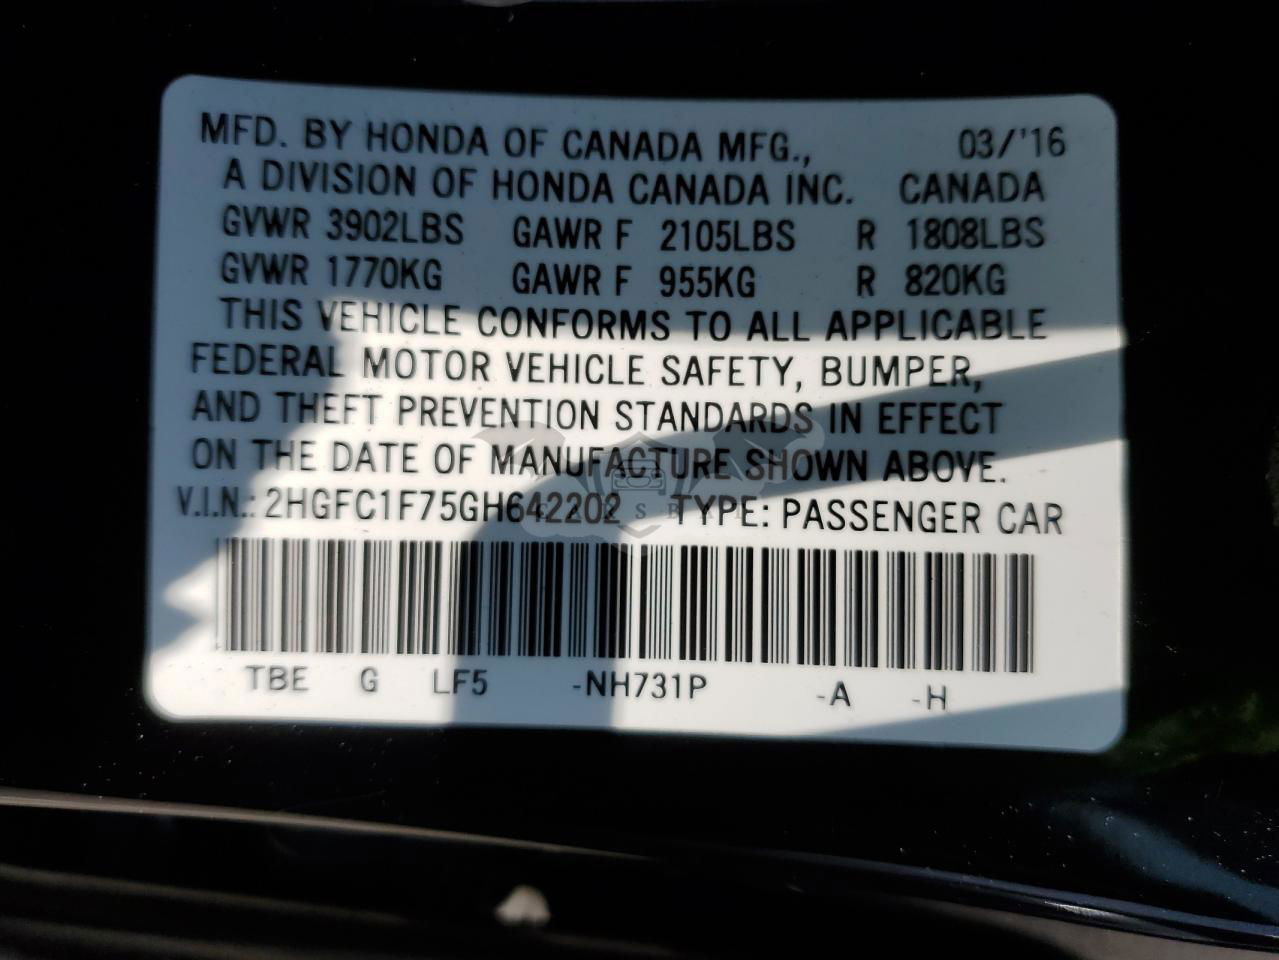 MFD. BY HONDA OF CANADA MFG., 03/'16
A DIVISION OF HONDA CANADA INC. CANADA
GVWR 3902LBS GAWR F 2105LBS R 1808LBS
GVWR 1770KG GAWR F 955KG R 820KG
THIS VEHICLE CONFORMS TO ALL APPLICABLE
FEDERAL MOTOR VEHICLE SAFETY, BUMPER,
AND THEFT PREVENTION STANDARDS IN EFFECT
ON THE DATE OF MANUFACTURE SHOWN ABOVE.
V.I.N.: 2HGFC1F75GH642202 TYPE: PASSENGER CAR
TBE G LF5 -NH731P -A -H